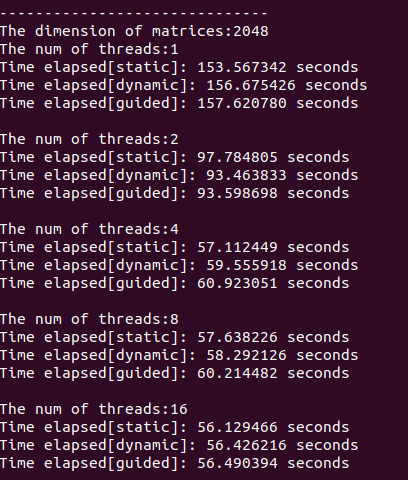 ------------------------------
The dimension of matrices:2048
The num of threads:1
Time elapsed[static]: 153.567342 seconds
Time elapsed[dynamic]: 156.675426 seconds
Time elapsed[guided]: 157.620780 seconds

The num of threads:2
Time elapsed[static]: 97.784805 seconds
Time elapsed[dynamic]: 93.463833 seconds
Time elapsed[guided]: 93.598698 seconds

The num of threads:4
Time elapsed[static]: 57.112449 seconds
Time elapsed[dynamic]: 59.555918 seconds
Time elapsed[guided]: 60.923051 seconds

The num of threads:8
Time elapsed[static]: 57.638226 seconds
Time elapsed[dynamic]: 58.292126 seconds
Time elapsed[guided]: 60.214482 seconds

The num of threads:16
Time elapsed[static]: 56.129466 seconds
Time elapsed[dynamic]: 56.426216 seconds
Time elapsed[guided]: 56.490394 seconds